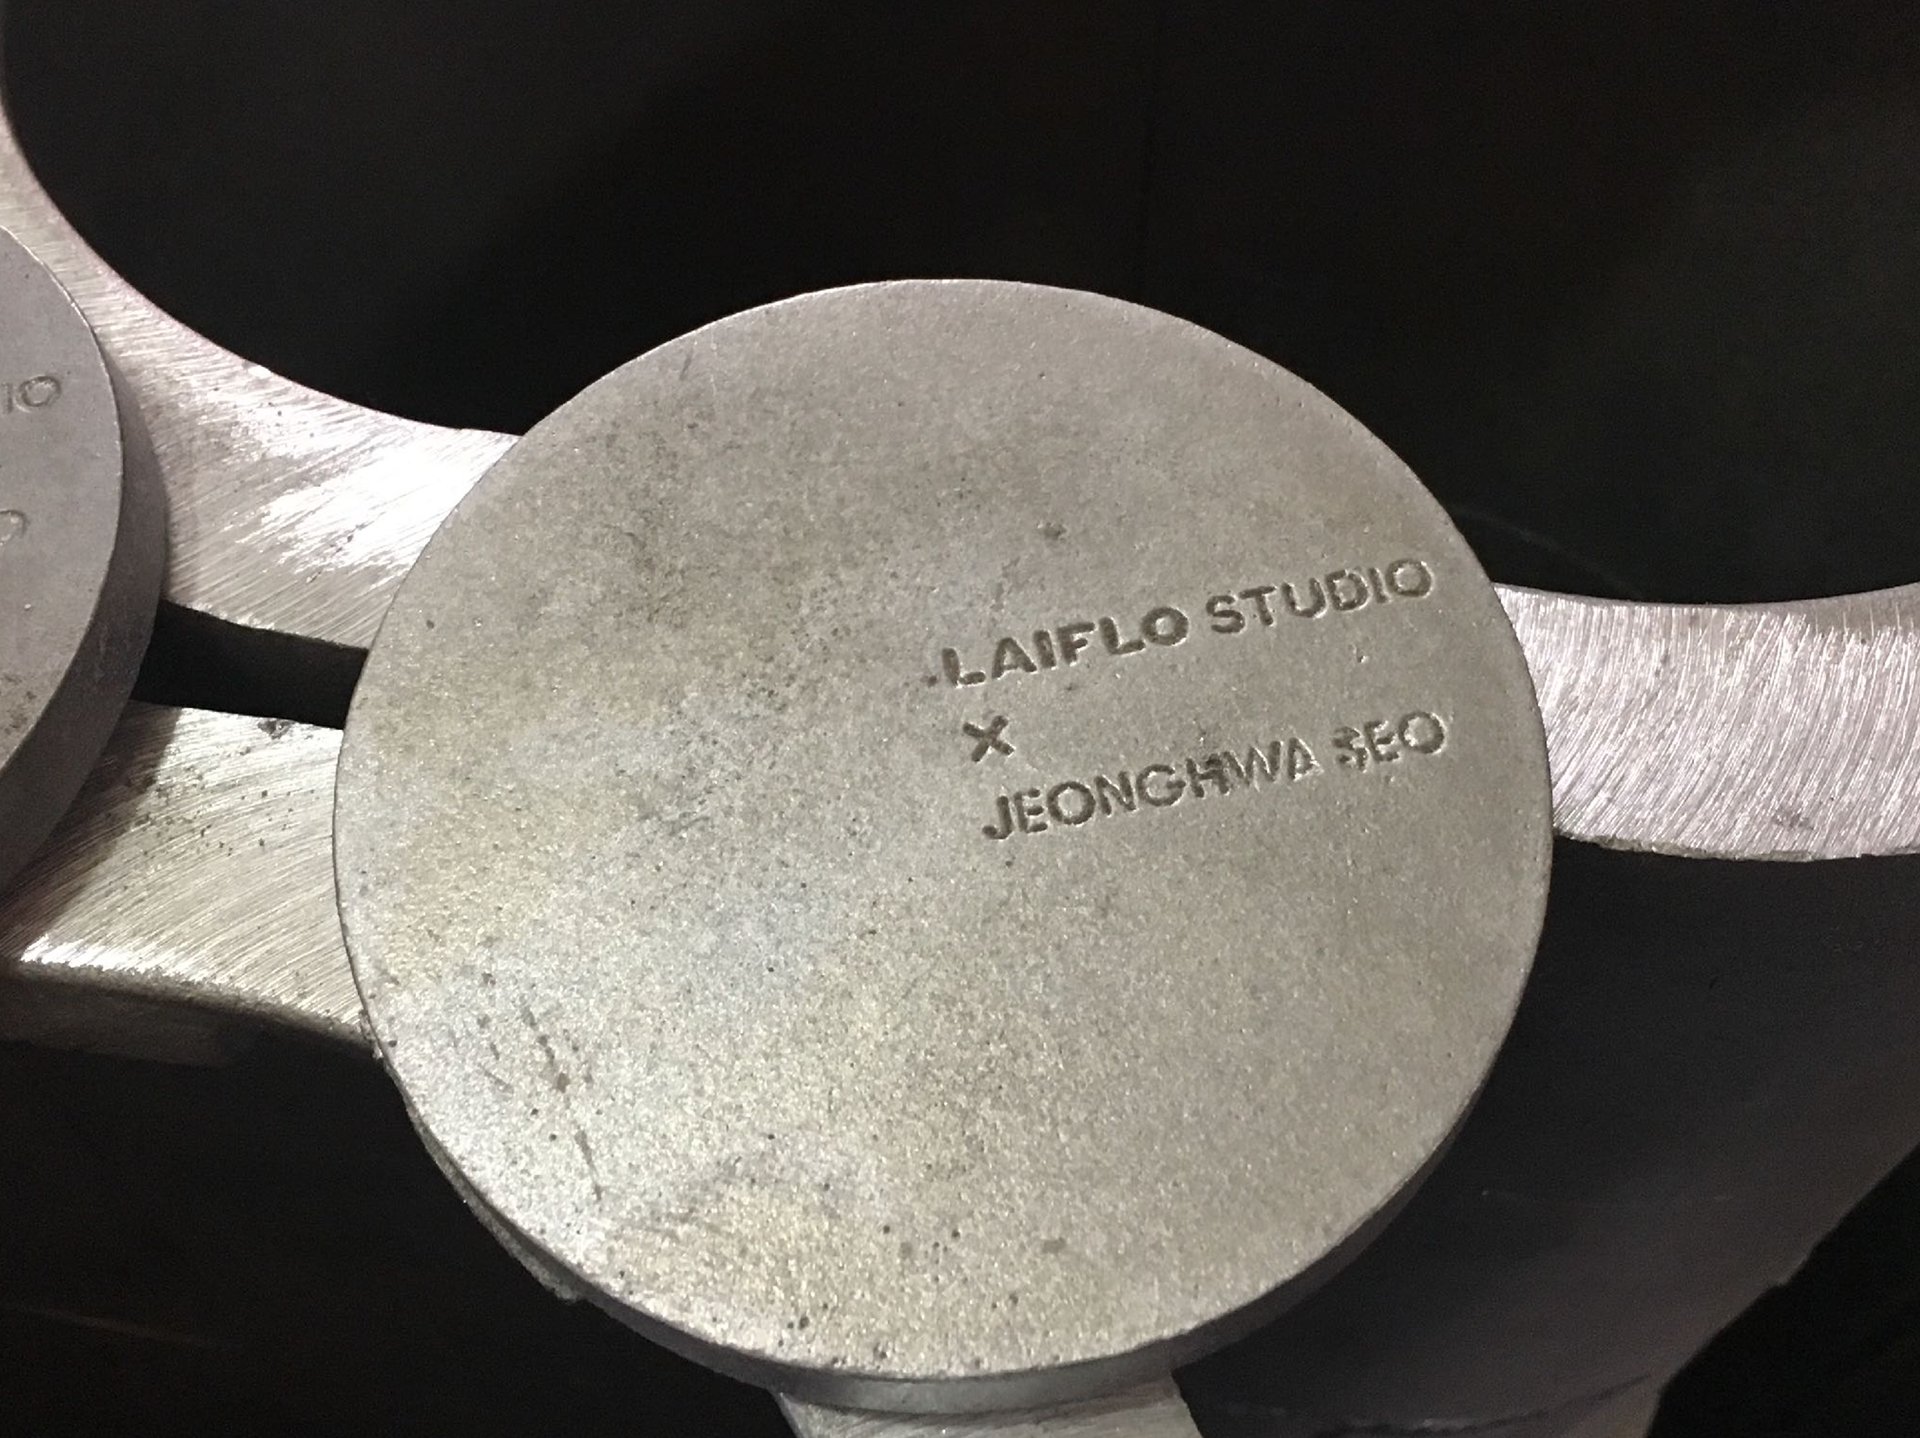 LAIFLO STUDIO
×
JEONGHWA SEO